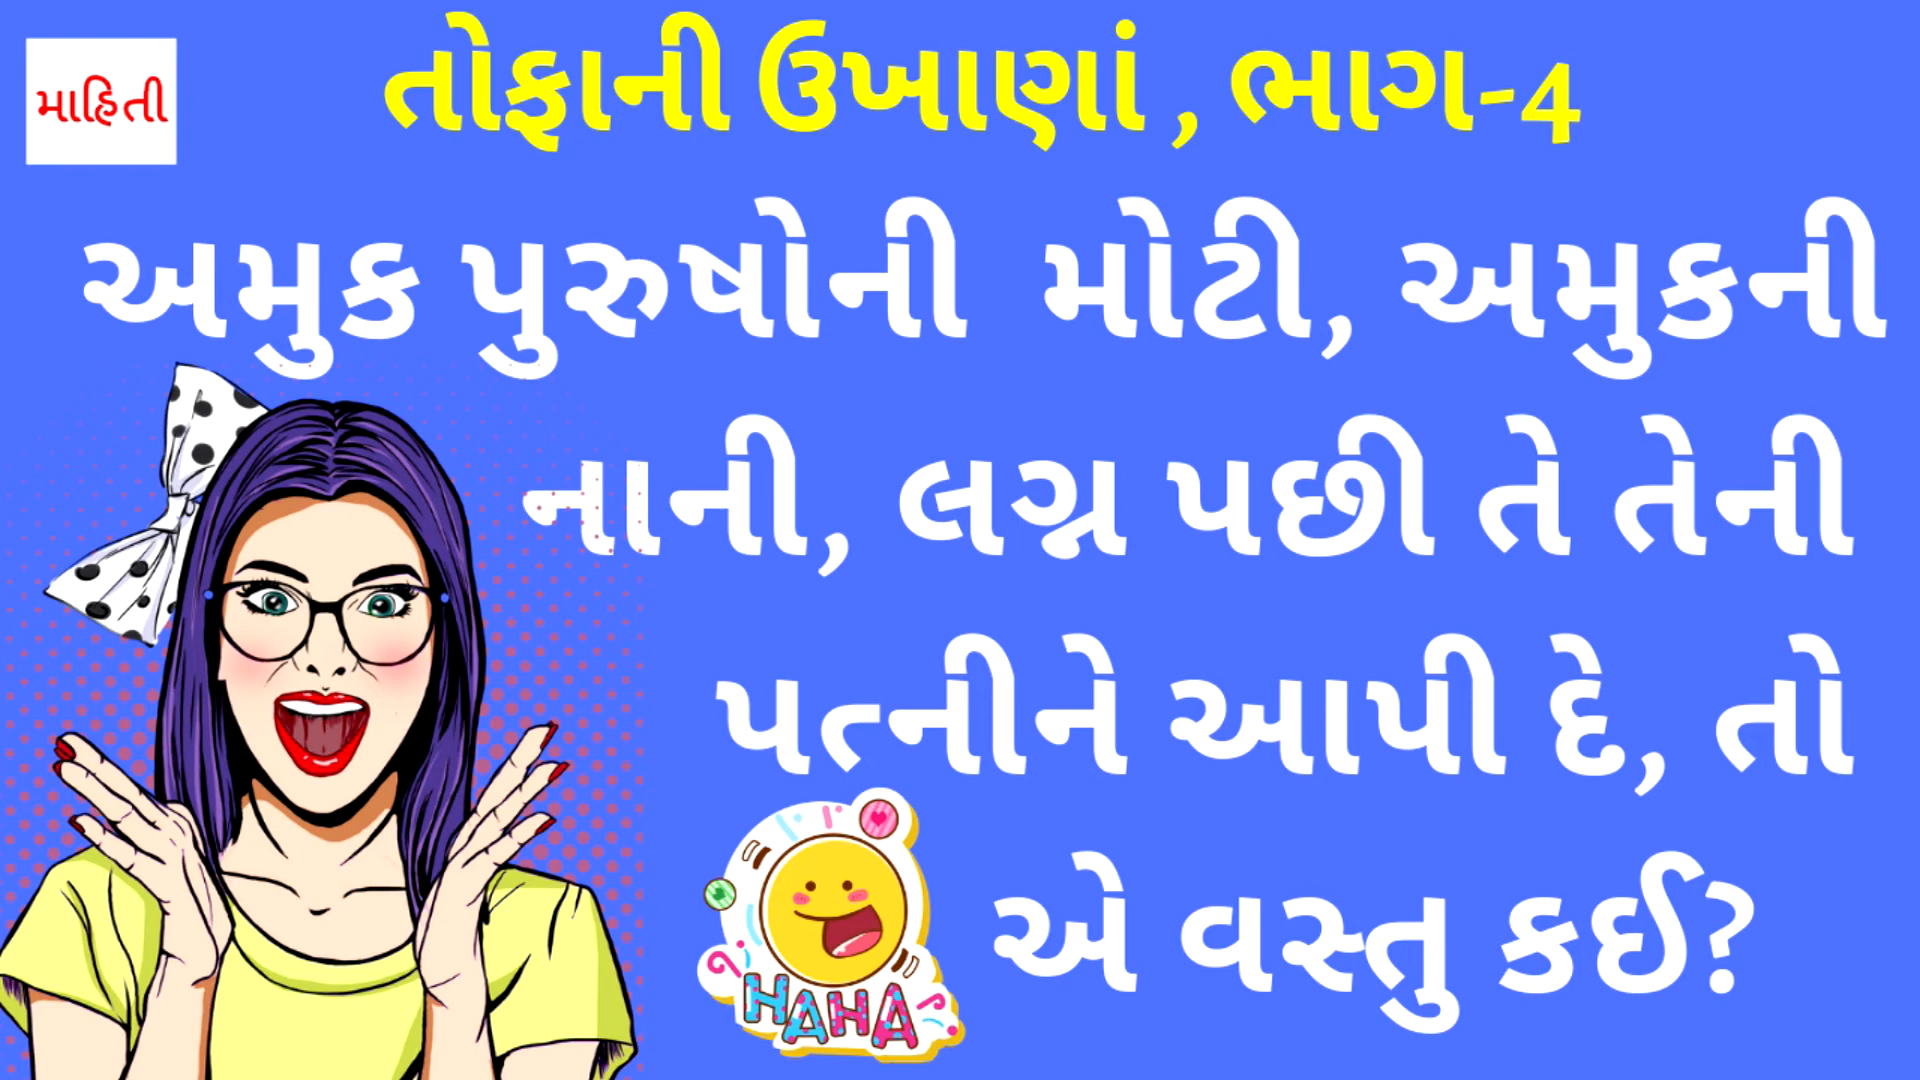 માહિતી
તોફાની ઉખાણાં , ભાગ-4
અમુક પુરુષોની મોટી, અમુકની
નાની, લગ્ન પછી તે તેની
પત્નીને આપી દે, તો
એ વસ્તુ કઈ?
HAHA